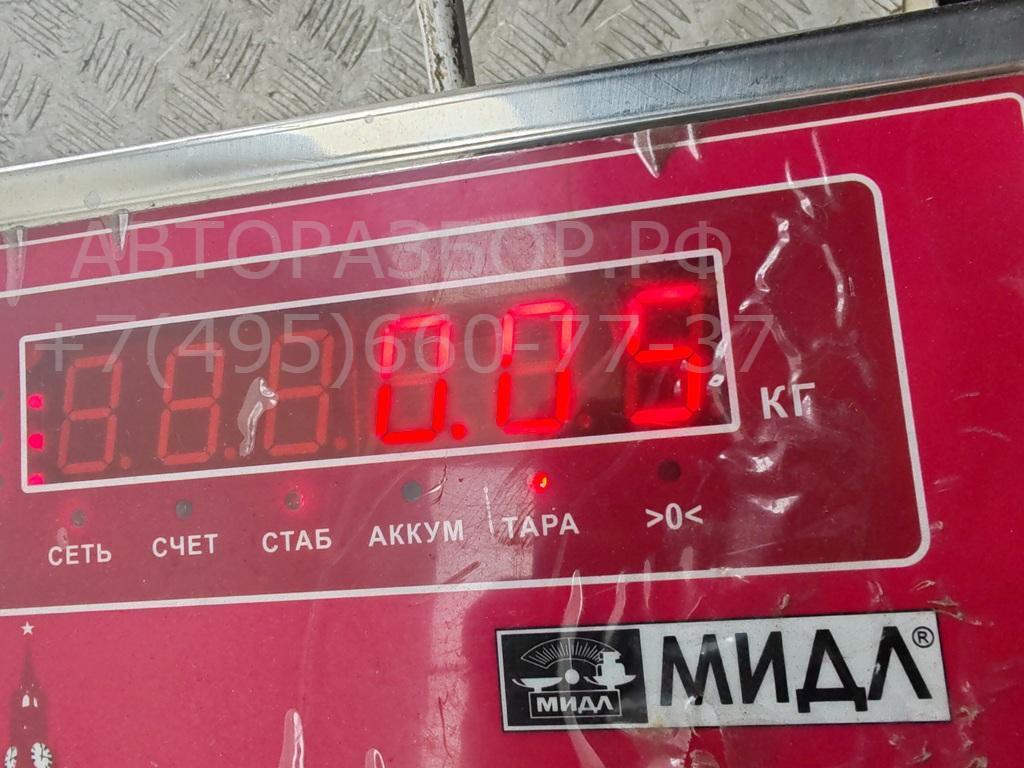 АВТОРАЗБОР.РФ
+7(495)660-77-37
0.05
КГ
СЕТЬ СЧЕТ СТАБ АККУМ ТАРА >0<
МИДЛ МИДЛ®